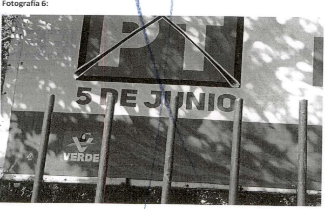 Fotografía 6:
PT
5 DE JUNIO
VERDE